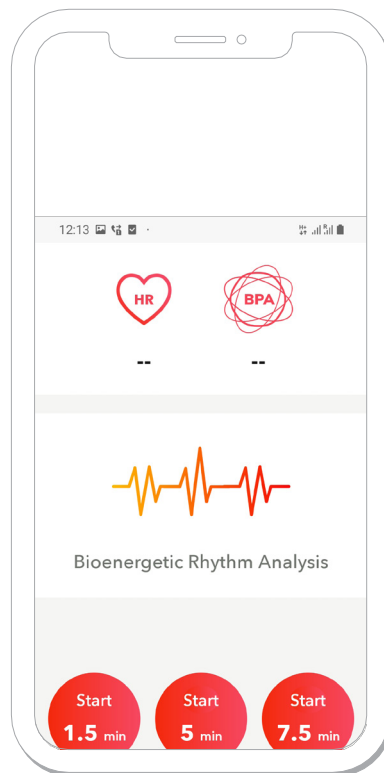 12:13
HR BPA
-- --
Bioenergetic Rhythm Analysis
Start Start Start
1.5 min 5 min 7.5 min